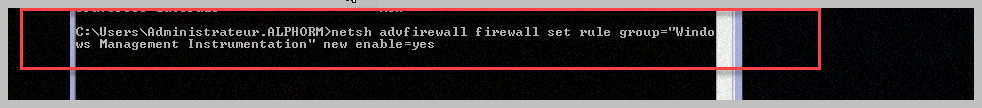 C:\Users\Administrateur.ALPHORM>netsh advfirewall firewall set rule group="Windo
ws Management Instrumentation" new enable=yes